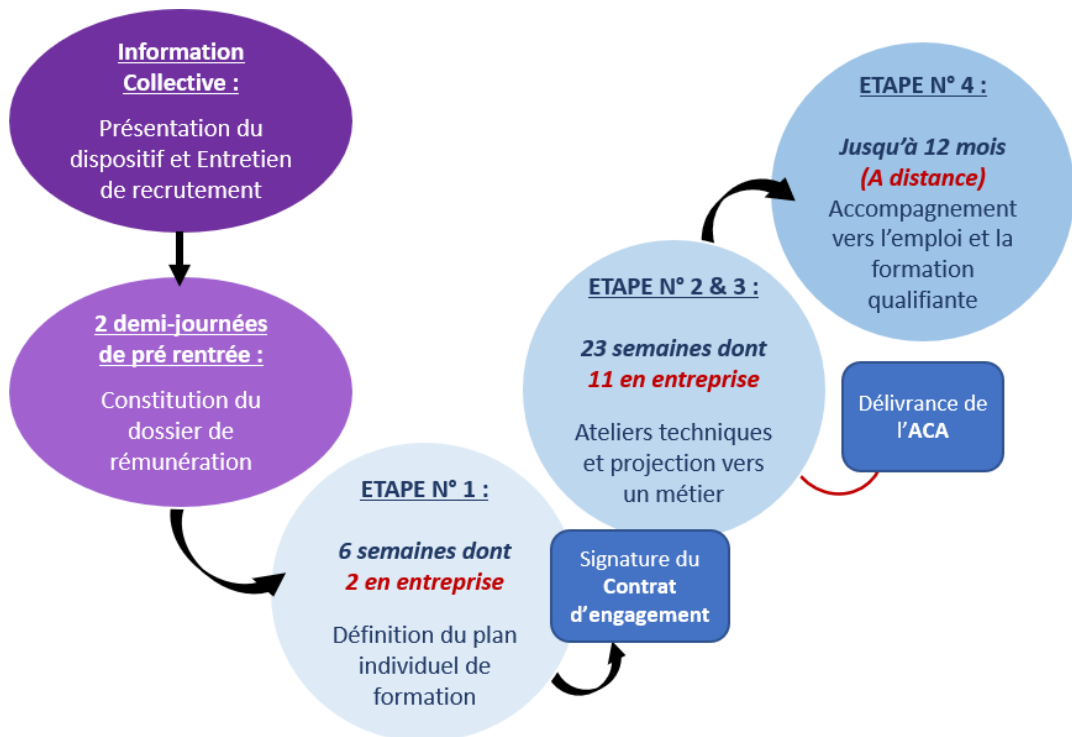 Information
Collective :
Présentation du
dispositif et Entretien
de recrutement
2 demi-journées
de pré rentrée :
Constitution du
dossier de
rémunération
ETAPE N° 1 :
6 semaines dont
2 en entreprise
Définition du plan
individuel de
formation
Signature du
Contrat
d’engagement
ETAPE N° 2 & 3 :
23 semaines dont
11 en entreprise
Ateliers techniques
et projection vers
un métier
Délivrance de
l’ACA
ETAPE N° 4 :
Jusqu’à 12 mois
(A distance)
Accompagnement
vers l’emploi et la
formation
qualifiante